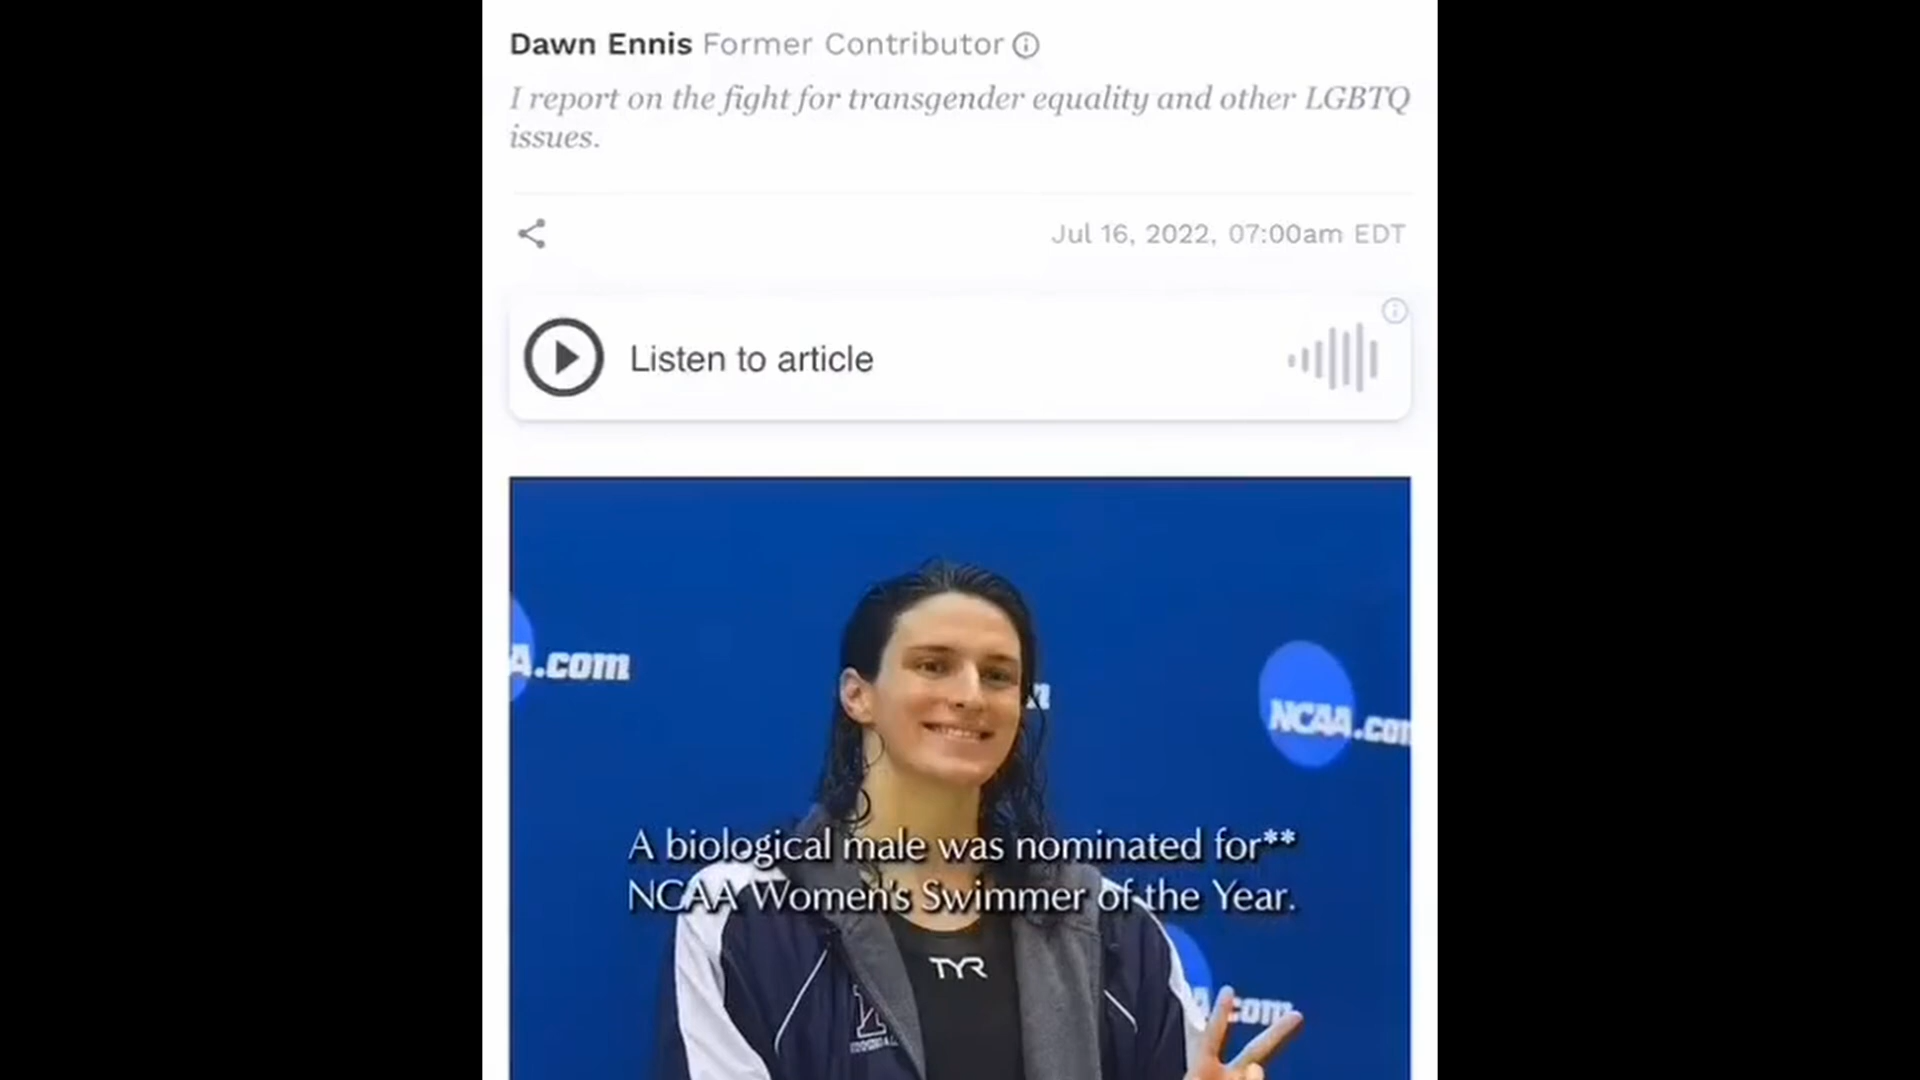 Dawn Ennis Former Contributor
I report on the fight for transgender equality and other LGBTQ
issues.
Jul 16, 2022, 07:00am EDT
Listen to article
A.com
n
NCAA.com
A biological male was nominated for**
NCAA Women's Swimmer of the Year.
TYR
A.com